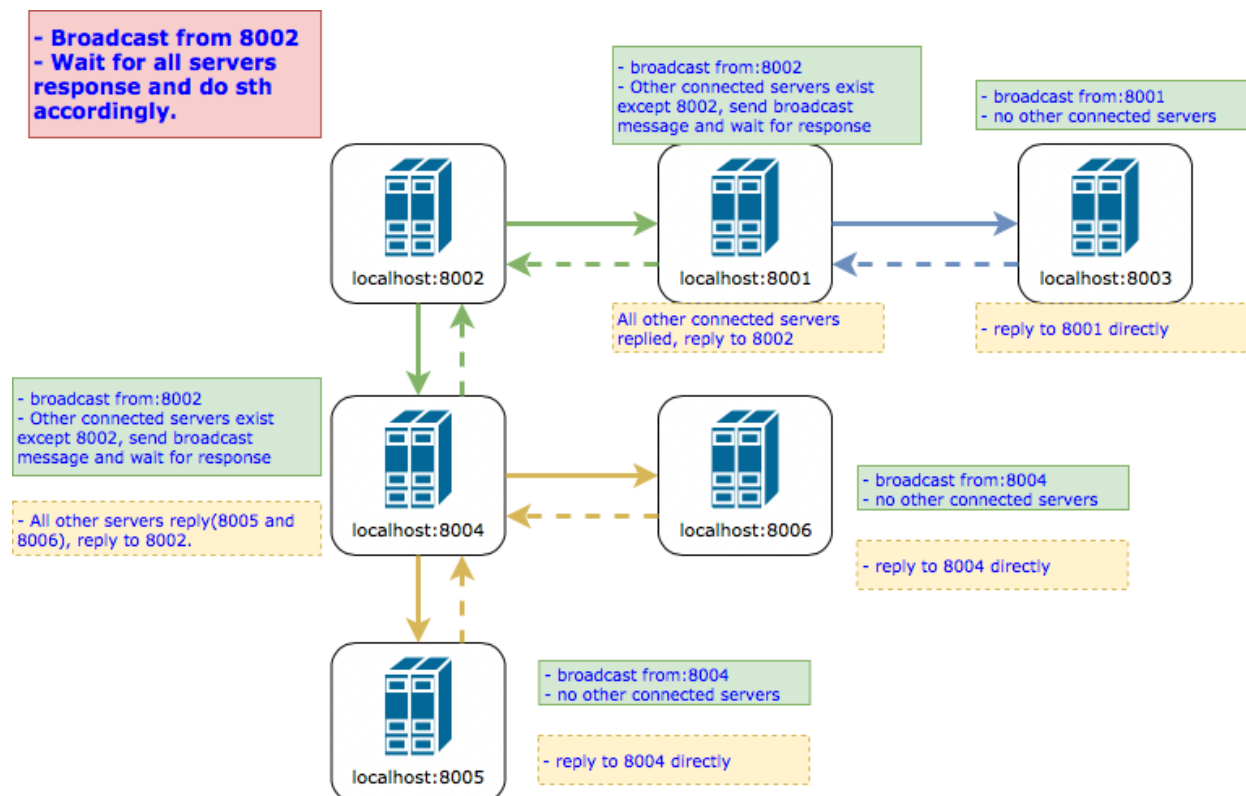 - Broadcast from 8002
- Wait for all servers
response and do sth
accordingly.
- broadcast from:8002
- Other connected servers exist
except 8002, send broadcast
message and wait for response
- broadcast from:8001
- no other connected servers
localhost:8002
localhost:8001
localhost:8003
All other connected servers
replied, reply to 8002
- reply to 8001 directly
- broadcast from:8002
- Other connected servers exist
except 8002, send broadcast
message and wait for response
- All other servers reply(8005 and
8006), reply to 8002.
localhost:8004
localhost:8006
- broadcast from:8004
- no other connected servers
- reply to 8004 directly
localhost:8005
- broadcast from:8004
- no other connected servers
- reply to 8004 directly